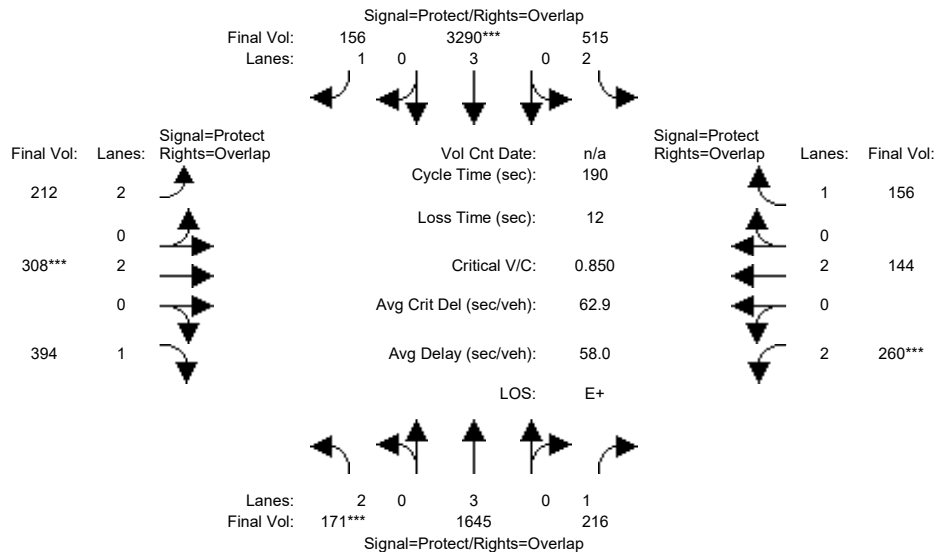 Signal=Protect/Rights=Overlap
Final Vol: 156 3290*** 515
Lanes: 1 0 3 0 2
Signal=Protect Signal=Protect
Final Vol: Lanes: Rights=Overlap Vol Cnt Date: n/a Rights=Overlap Lanes: Final Vol:
Cycle Time (sec): 190
212 2 1 156
Loss Time (sec): 12
0 0
308*** 2 Critical V/C: 0.850 2 144
0 Avg Crit Del (sec/veh): 62.9 0
394 1 Avg Delay (sec/veh): 58.0 2 260***
LOS: E+
Lanes: 2 0 3 0 1
Final Vol: 171*** 1645 216
Signal=Protect/Rights=Overlap